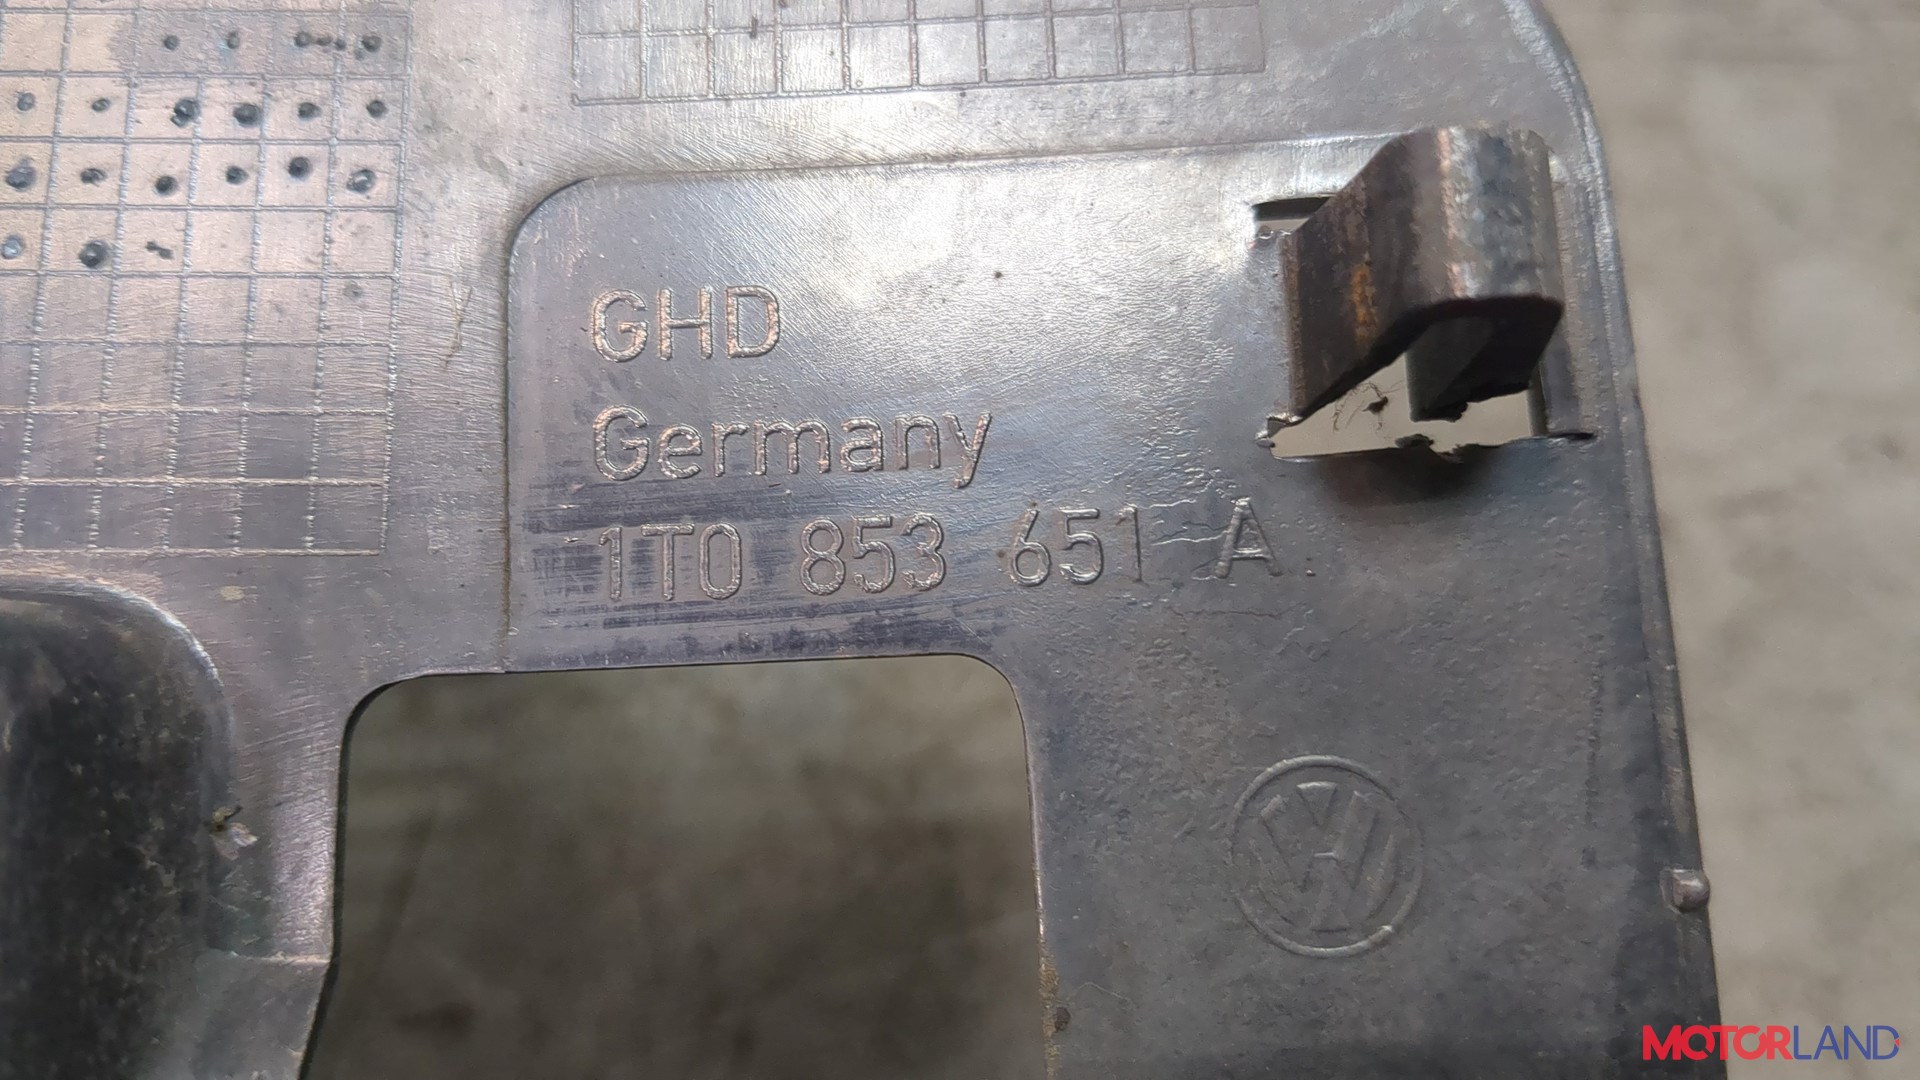 GHD
Germany
1T0 853 651 A
MOTORLAND